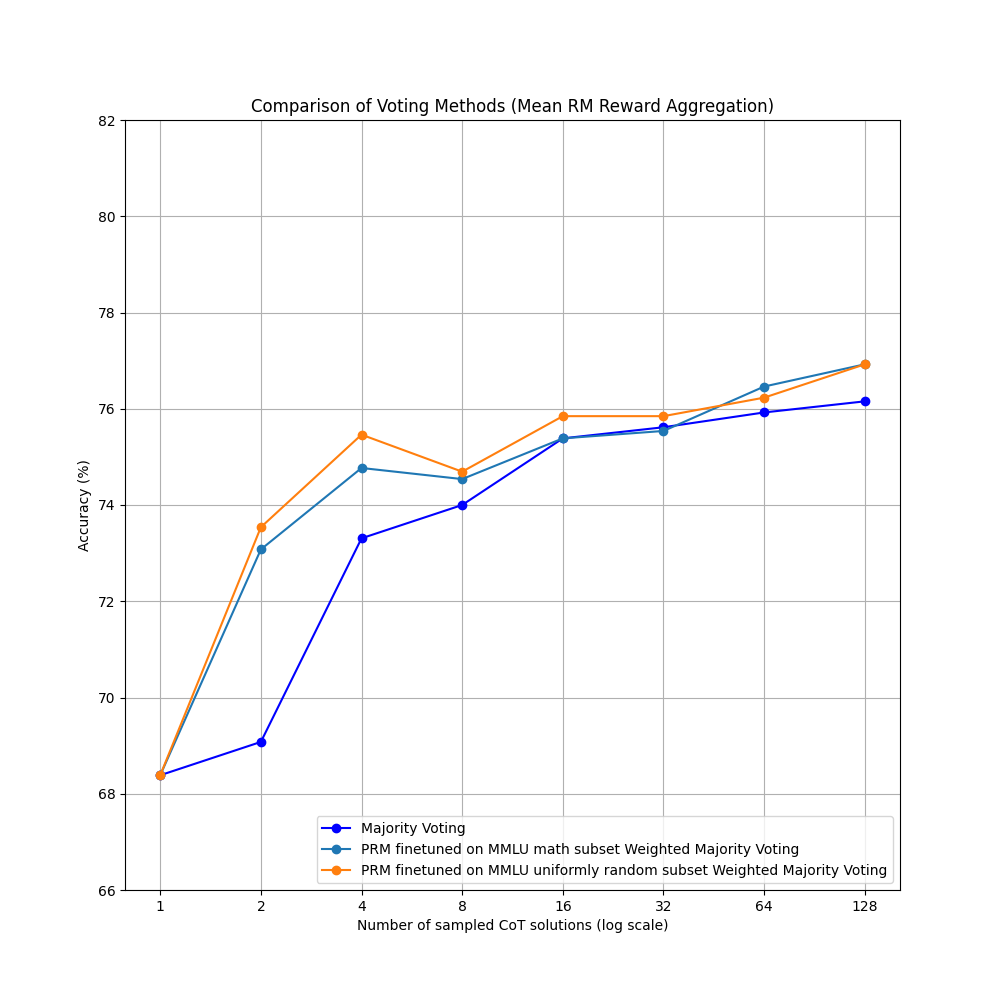 Comparison of Voting Methods (Mean RM Reward Aggregation)
82
80
78
76
74
72
70
68
66
Accuracy (%)
Majority Voting
PRM finetuned on MMLU math subset Weighted Majority Voting
PRM finetuned on MMLU uniformly random subset Weighted Majority Voting
1 2 4 8 16 32 64 128
Number of sampled CoT solutions (log scale)